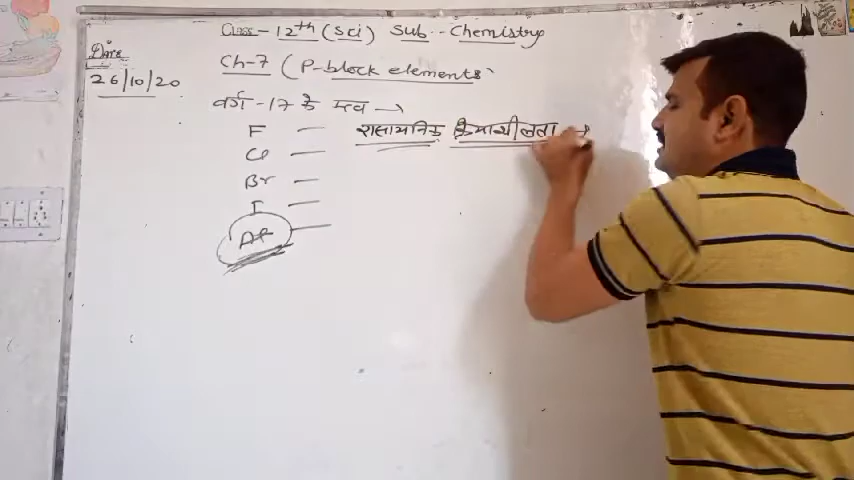 Class-12th (Sci) Sub-- Chemistry
Date
26/10/20
Ch-7 (P-block elements
वर्ग -17 के तत्व →
F —
रासायनिक क्रियाशीलता →
Cl —
Br —
I —
At —